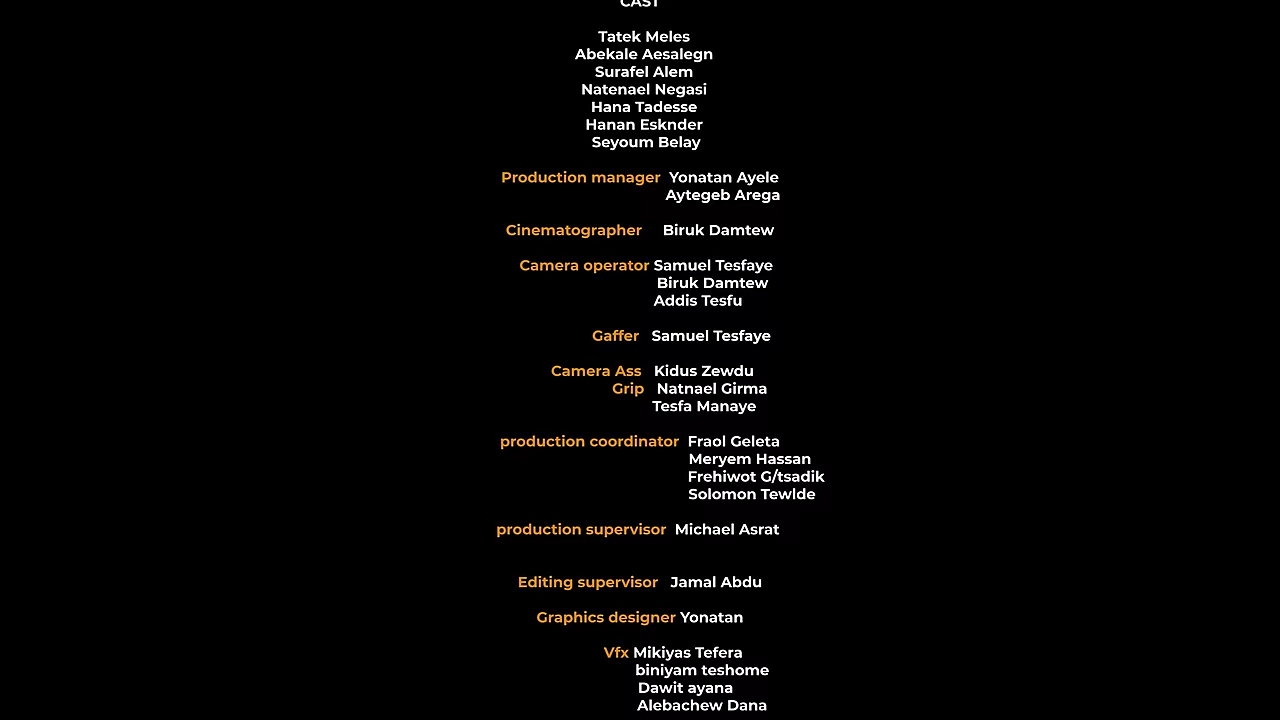 CAST
Tatek Meles
Abekale Aesalegn
Surafel Alem
Natenael Negasi
Hana Tadesse
Hanan Esknder
Seyoum Belay
Production manager Yonatan Ayele
Aytegeb Arega
Cinematographer Biruk Damtew
Camera operator Samuel Tesfaye
Biruk Damtew
Addis Tesfu
Gaffer Samuel Tesfaye
Camera Ass Kidus Zewdu
Grip Natnael Girma
Tesfa Manaye
production coordinator Fraol Geleta
Meryem Hassan
Frehiwot G/tsadik
Solomon Tewlde
production supervisor Michael Asrat
Editing supervisor Jamal Abdu
Graphics designer Yonatan
Vfx Mikiyas Tefera
biniyam teshome
Dawit ayana
Alebachew Dana